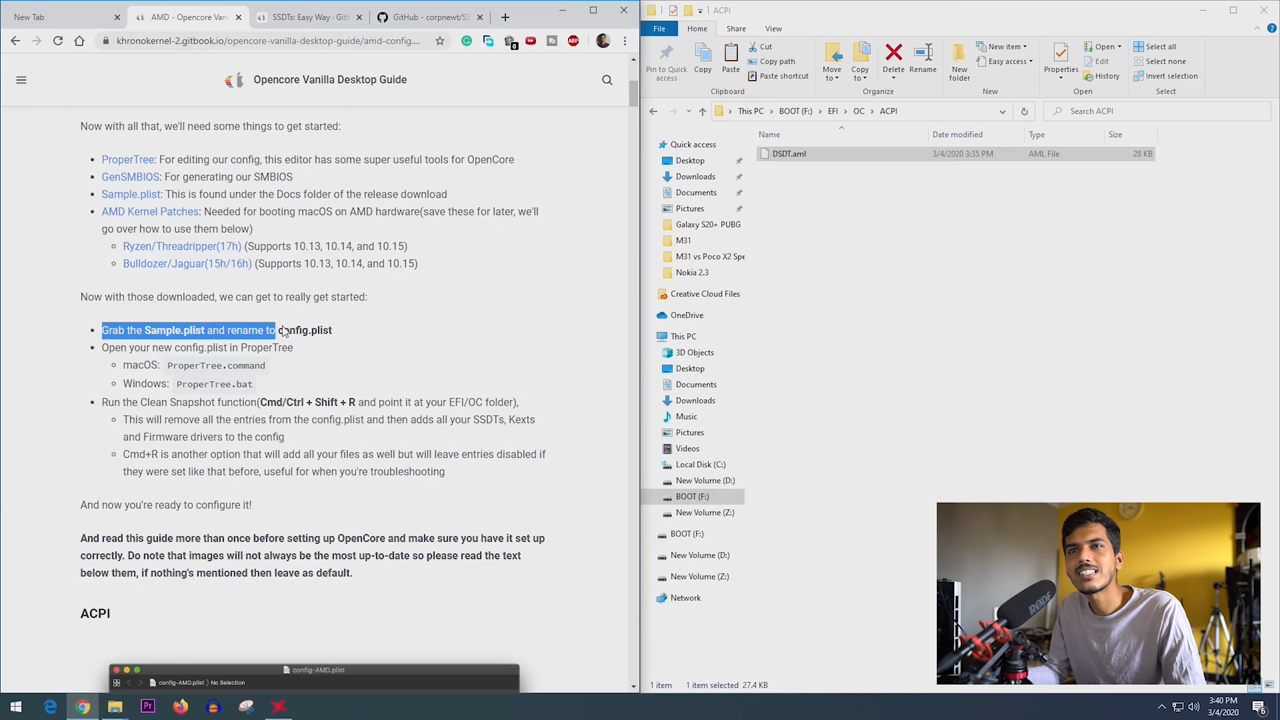 New Tab
AMD - Opencore Vanilla Desktop
SSDTs: Easy Way · Gitb
GitHub - corpnewt/SS
khronokernel-2.gitbook.io/opencore-vanilla-desktop-guide/amd-config....
Opencore Vanilla Desktop Guide
Now with all that, we'll need some things to get started:
ProperTree: For editing our config, this editor has some super useful tools for OpenCore
GenSMBIOS: For generating our SMBIOS
Sample.plist: This is found under the Docs folder of the release download
AMD Kernel Patches: Needed for booting macOS on AMD hardware(save these for later, we'll
go over how to use them below)
Ryzen/Threadripper(17h) (Supports 10.13, 10.14, and 10.15)
Bulldozer/Jaguar(15h/16h) (Supports 10.13, 10.14, and 10.15)
Now with those downloaded, we can get to really get started:
Grab the Sample.plist and rename to config.plist
Open your new config.plist in ProperTree
macOS: ProperTree.command
Windows: ProperTree.bat
Run the Clean Snapshot function(Cmd/Ctrl + Shift + R and point it at your EFI/OC folder),
This will remove all the entries from the config.plist and then adds all your SSDTs, Kexts
and Firmware drivers to the config
Cmd+R is another option that will add all your files as well but will leave entries disabled if
they were set like that before, useful for when you're troubleshooting
And now you're ready to configure it!
And read this guide more than once before setting up OpenCore and make sure you have it set up
correctly. Do note that images will not always be the most up-to-date so please read the text
below them, if nothing's mentioned then leave as default.
ACPI
config-AMD.plist
config-AMD.plist ⟩ No Selection
ACPI
File Home Share View
Pin to Quick
access
Copy
Paste
Cut
Copy path
Paste shortcut
Clipboard
Move
to
Copy
to
Delete
Rename
Organize
New
folder
New item
Easy access
New
Properties
Open
Edit
History
Open
Select all
Select none
Invert selection
Select
This PC BOOT (F:) EFI OC ACPI
Search ACPI
Name Date modified Type Size
DSDT.aml 3/4/2020 3:35 PM AML File 28 KB
Quick access
Desktop
Downloads
Documents
Pictures
Galaxy S20+ PUBG
M31
M31 vs Poco X2 Spe
Nokia 2.3
Creative Cloud Files
OneDrive
This PC
3D Objects
Desktop
Documents
Downloads
Music
Pictures
Videos
Local Disk (C:)
New Volume (D:)
BOOT (F:)
New Volume (Z:)
BOOT (F:)
New Volume (D:)
New Volume (Z:)
Network
1 item 1 item selected 27.4 KB
RODE
3:40 PM
3/4/2020